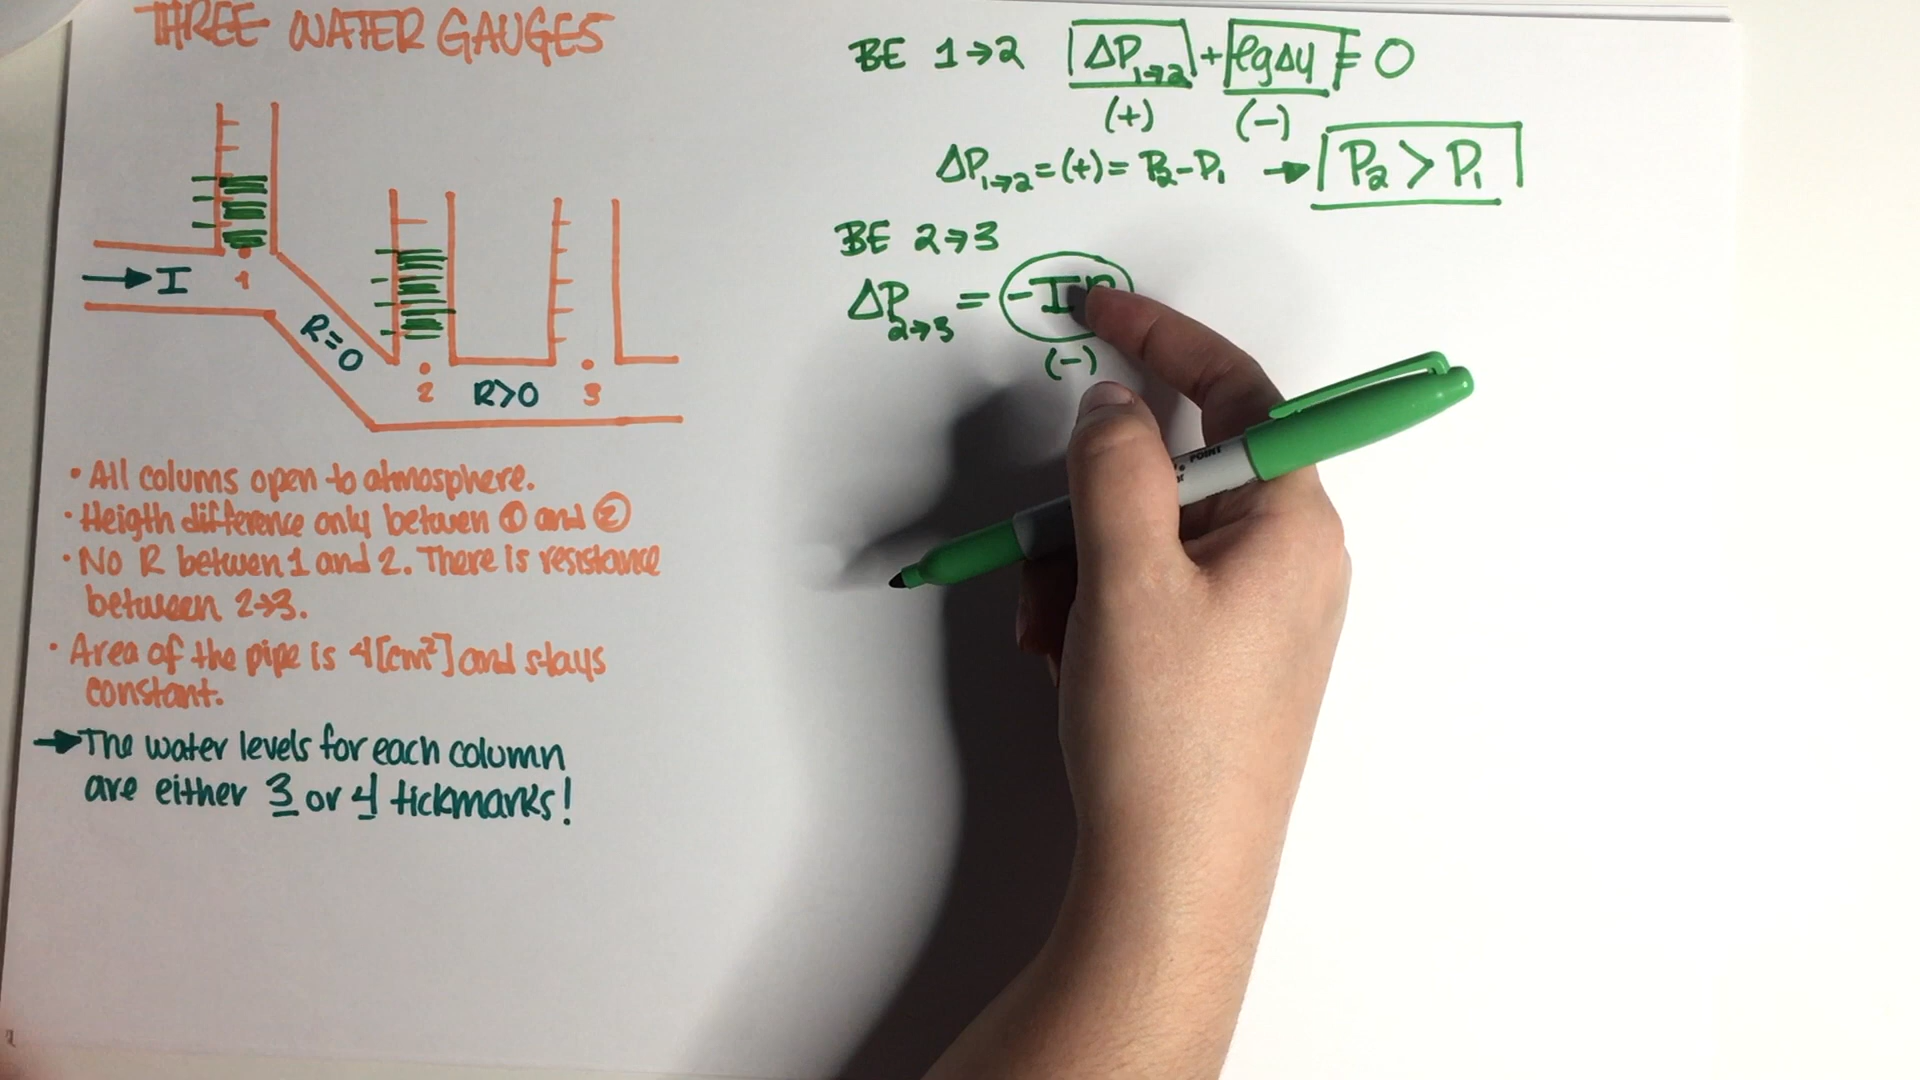 THREE WATER GAUGES
→ I
1
R=0
2
R>0
3
• All colums open to atmosphere.
• Heigth difference only betwen ① and ②
• No R betwen 1 and 2. There is resistance
between 2→3.
• Area of the pipe is 4[cm²] and stays
constant.
→ The water levels for each column
are either 3 or 4 tickmarks!
BE 1→2 ΔP1→2 + ρgΔy = 0
(+) (-)
ΔP1→2 = (+) = P2-P1 → P2 > P1
BE 2→3
ΔP2→3 = -I
(-)
POINT